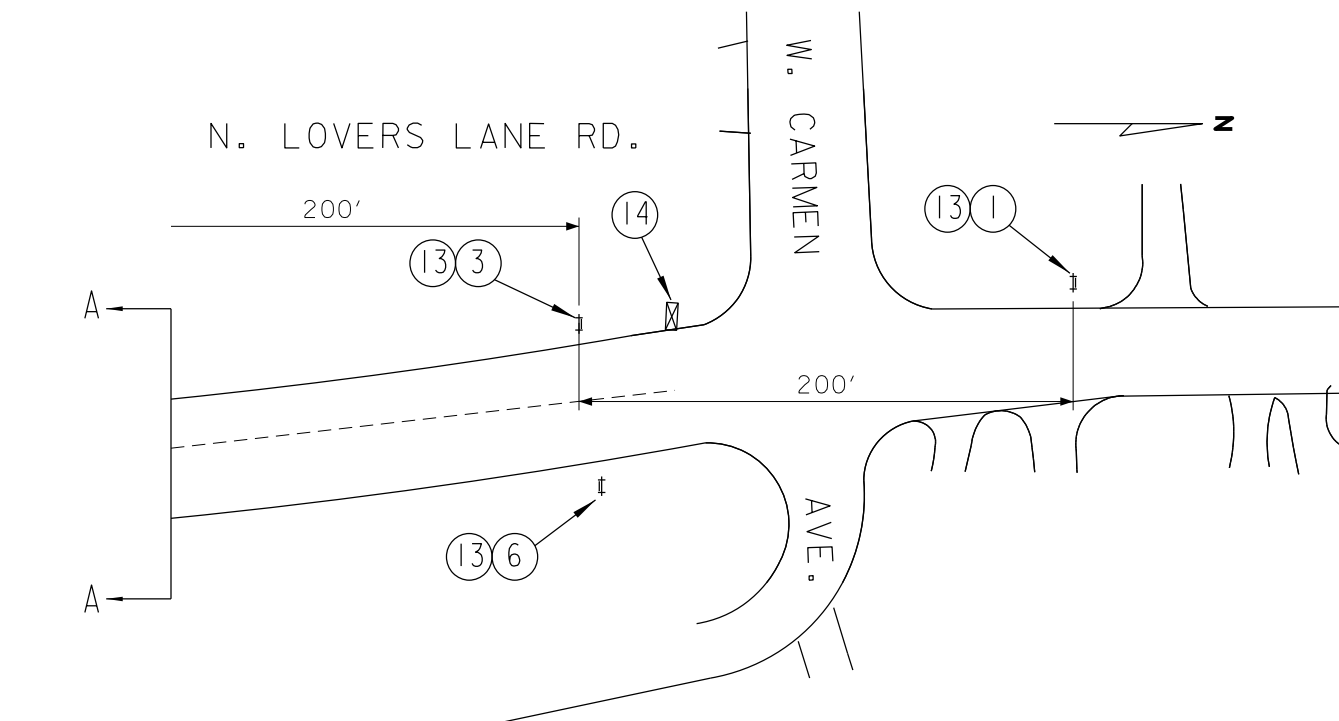 W. CARMEN
N. LOVERS LANE RD.
N
200'
14
13 1
13 3
A
200'
AVE.
13 6
A